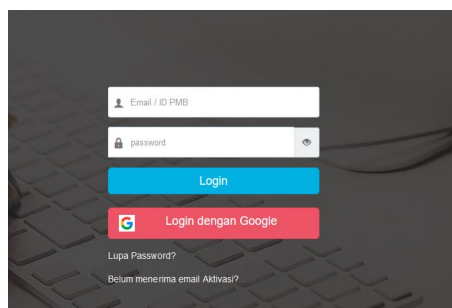 Email / ID PMB
password
Login
Login dengan Google
Lupa Password?
Belum menerima email Aktivasi?